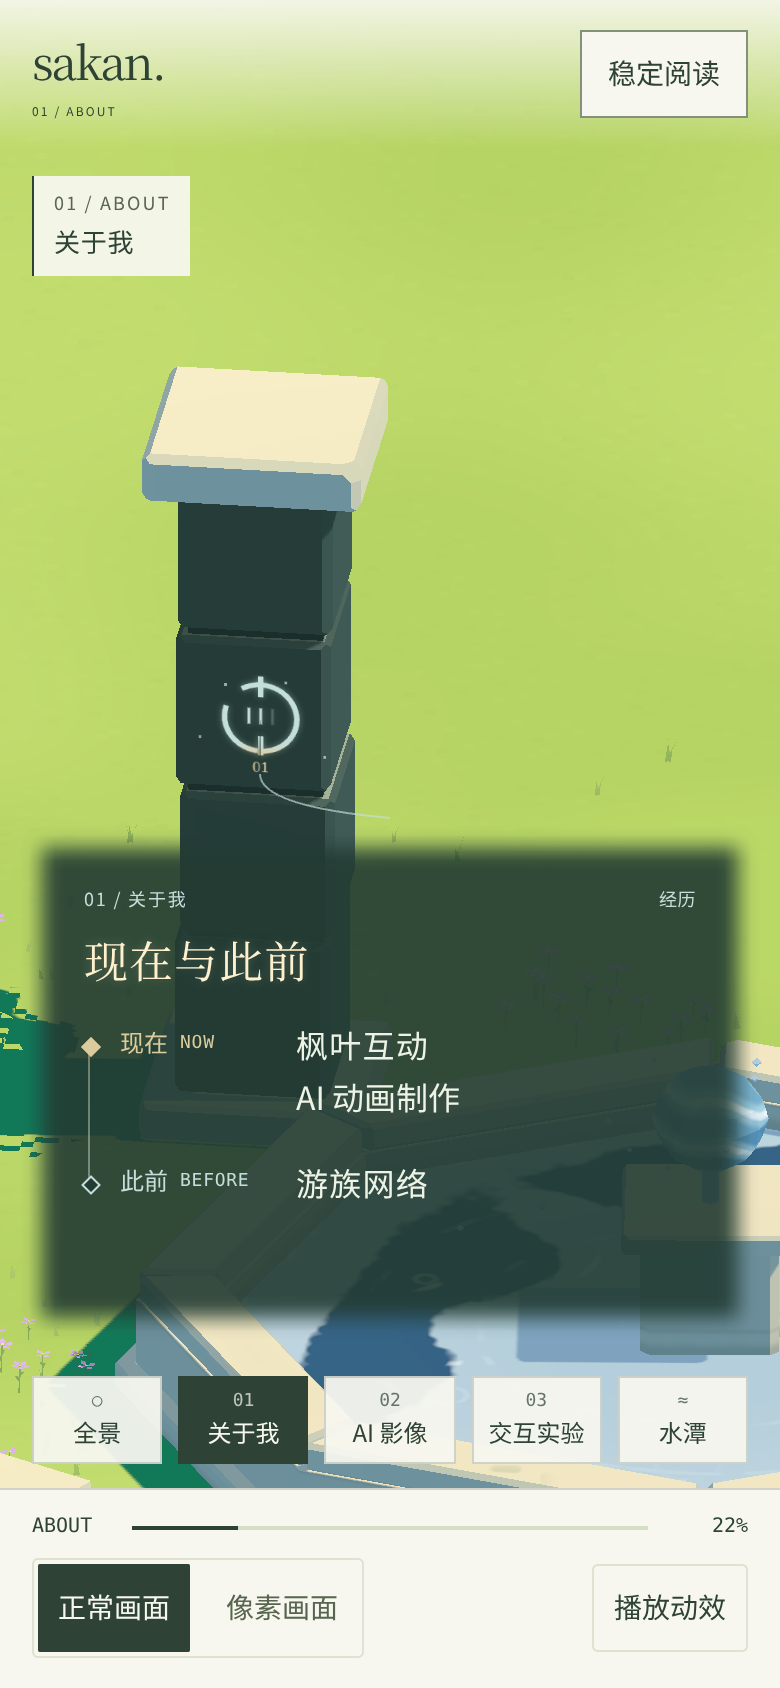 sakan.
01 / ABOUT
稳定阅读
01 / ABOUT
关于我
01
01 / 关于我
经历
现在与此前
现在 NOW
枫叶互动
AI 动画制作
此前 BEFORE
游族网络
全景
01
关于我
02
AI 影像
03
交互实验
≈
水潭
ABOUT
22%
正常画面
像素画面
播放动效